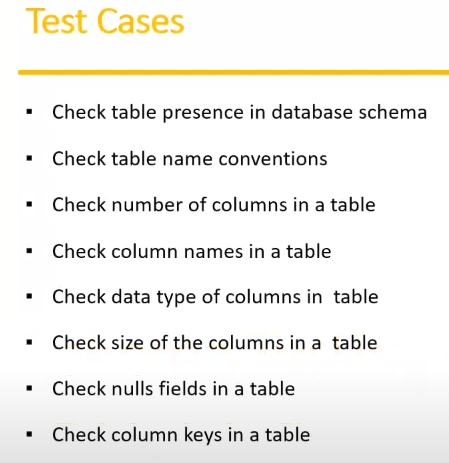 Test Cases
▪ Check table presence in database schema
▪ Check table name conventions
▪ Check number of columns in a table
▪ Check column names in a table
▪ Check data type of columns in table
▪ Check size of the columns in a table
▪ Check nulls fields in a table
▪ Check column keys in a table